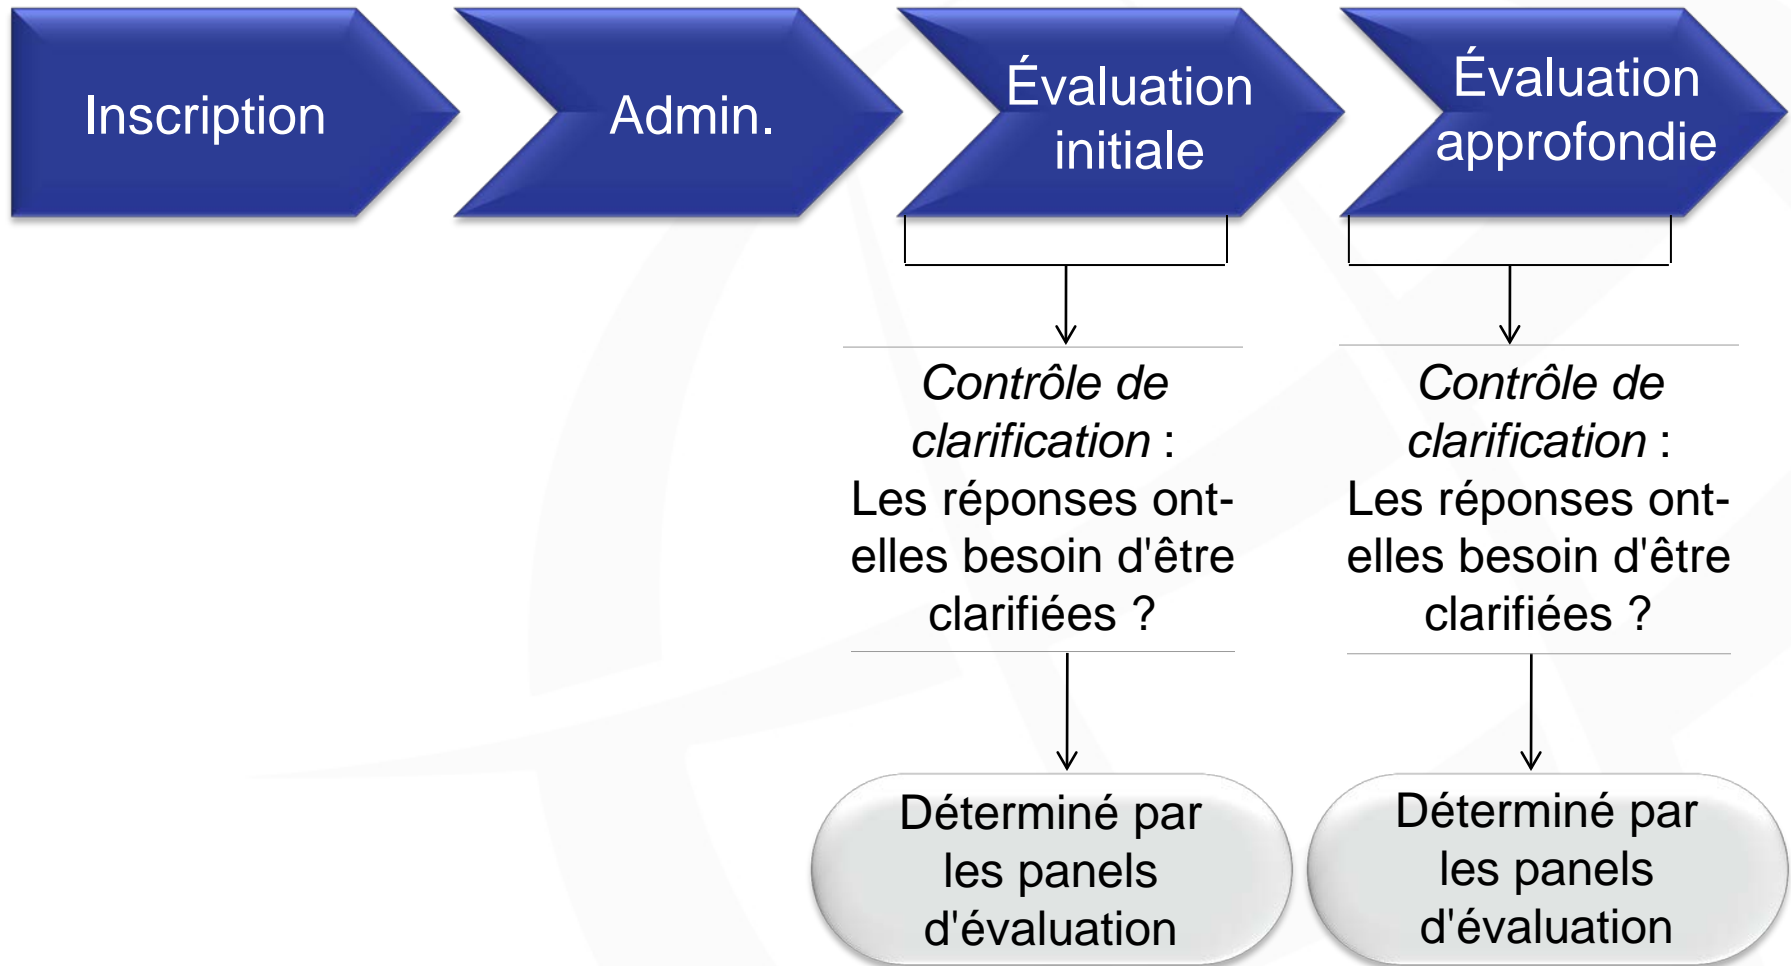 Inscription
Admin.
Évaluation
initiale
Évaluation
approfondie
Contrôle de
clarification :
Les réponses ont-
elles besoin d'être
clarifiées ?
Contrôle de
clarification :
Les réponses ont-
elles besoin d'être
clarifiées ?
Déterminé par
les panels
d'évaluation
Déterminé par
les panels
d'évaluation